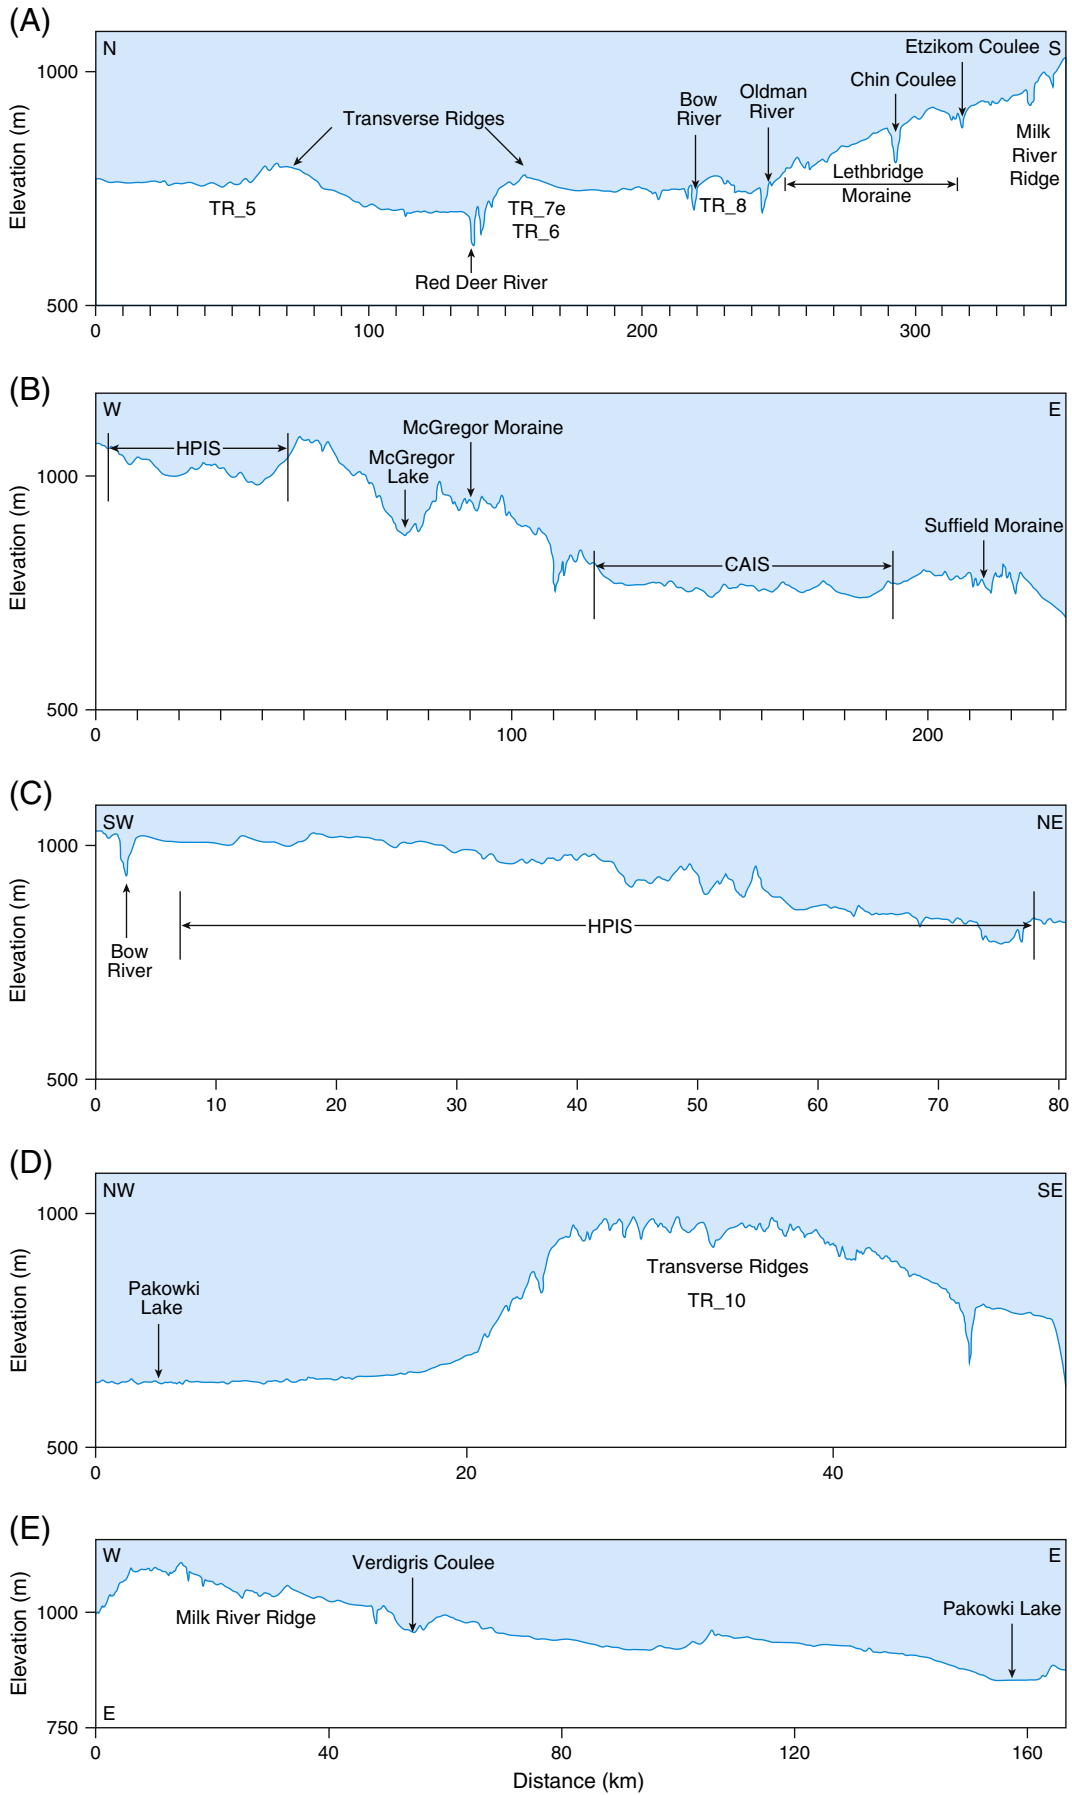 (A)
N
Etzikom Coulee
S
1000
Chin Coulee
Oldman
River
Bow
River
Transverse Ridges
Milk
River
Ridge
Lethbridge
Moraine
TR_5
TR_7e
TR_6
TR_8
Red Deer River
Elevation (m)
500
0
100
200
300
(B)
W
E
McGregor Moraine
HPIS
McGregor
Lake
1000
Suffield Moraine
CAIS
Elevation (m)
500
0
100
200
(C)
SW
NE
1000
HPIS
Bow
River
Elevation (m)
500
0
10
20
30
40
50
60
70
80
(D)
NW
SE
1000
Transverse Ridges
TR_10
Pakowki
Lake
Elevation (m)
500
0
20
40
(E)
W
E
Verdigris Coulee
1000
Milk River Ridge
Pakowki Lake
Elevation (m)
E
750
0
40
80
120
160
Distance (km)